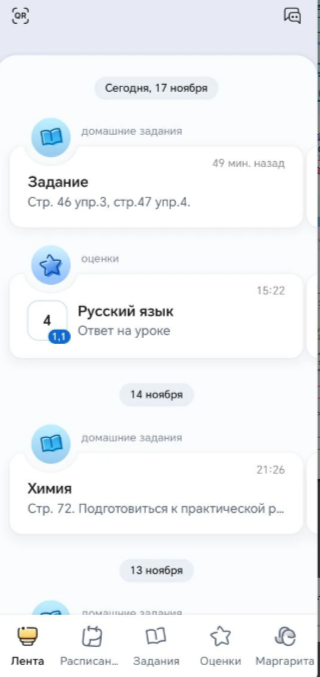 QR
Сегодня, 17 ноября
домашние задания
49 мин. назад
Задание
Стр. 46 упр.3, стр.47 упр.4.
оценки
15:22
4
1,1
Русский язык
Ответ на уроке
14 ноября
домашние задания
21:26
Химия
Стр. 72. Подготовиться к практической р...
13 ноября
домашние задания
Лента
Расписан...
Задания
Оценки
Маргарита